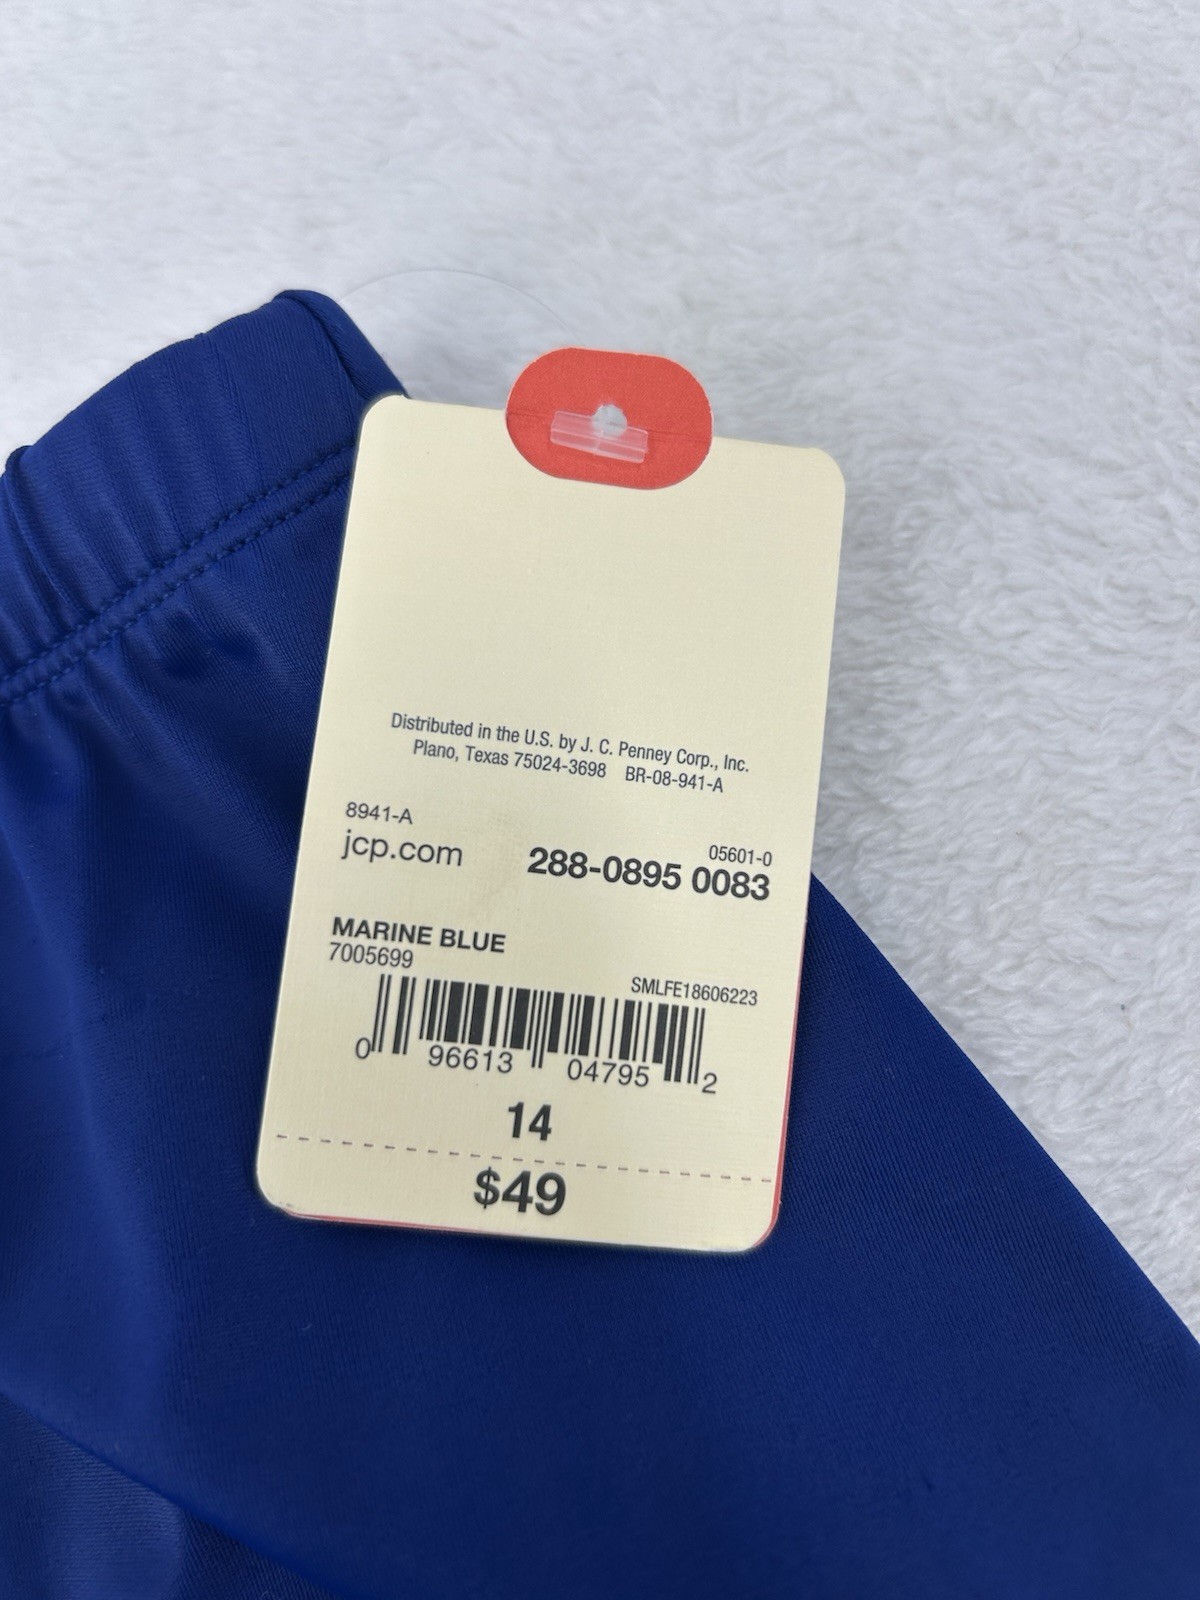 Distributed in the U.S. by J. C. Penney Corp., Inc.
Plano, Texas 75024-3698 BR-08-941-A
8941-A
05601-0
jcp.com 288-0895 0083
MARINE BLUE
7005699
SMLFE18606223
0 96613 04795 2
14
$49